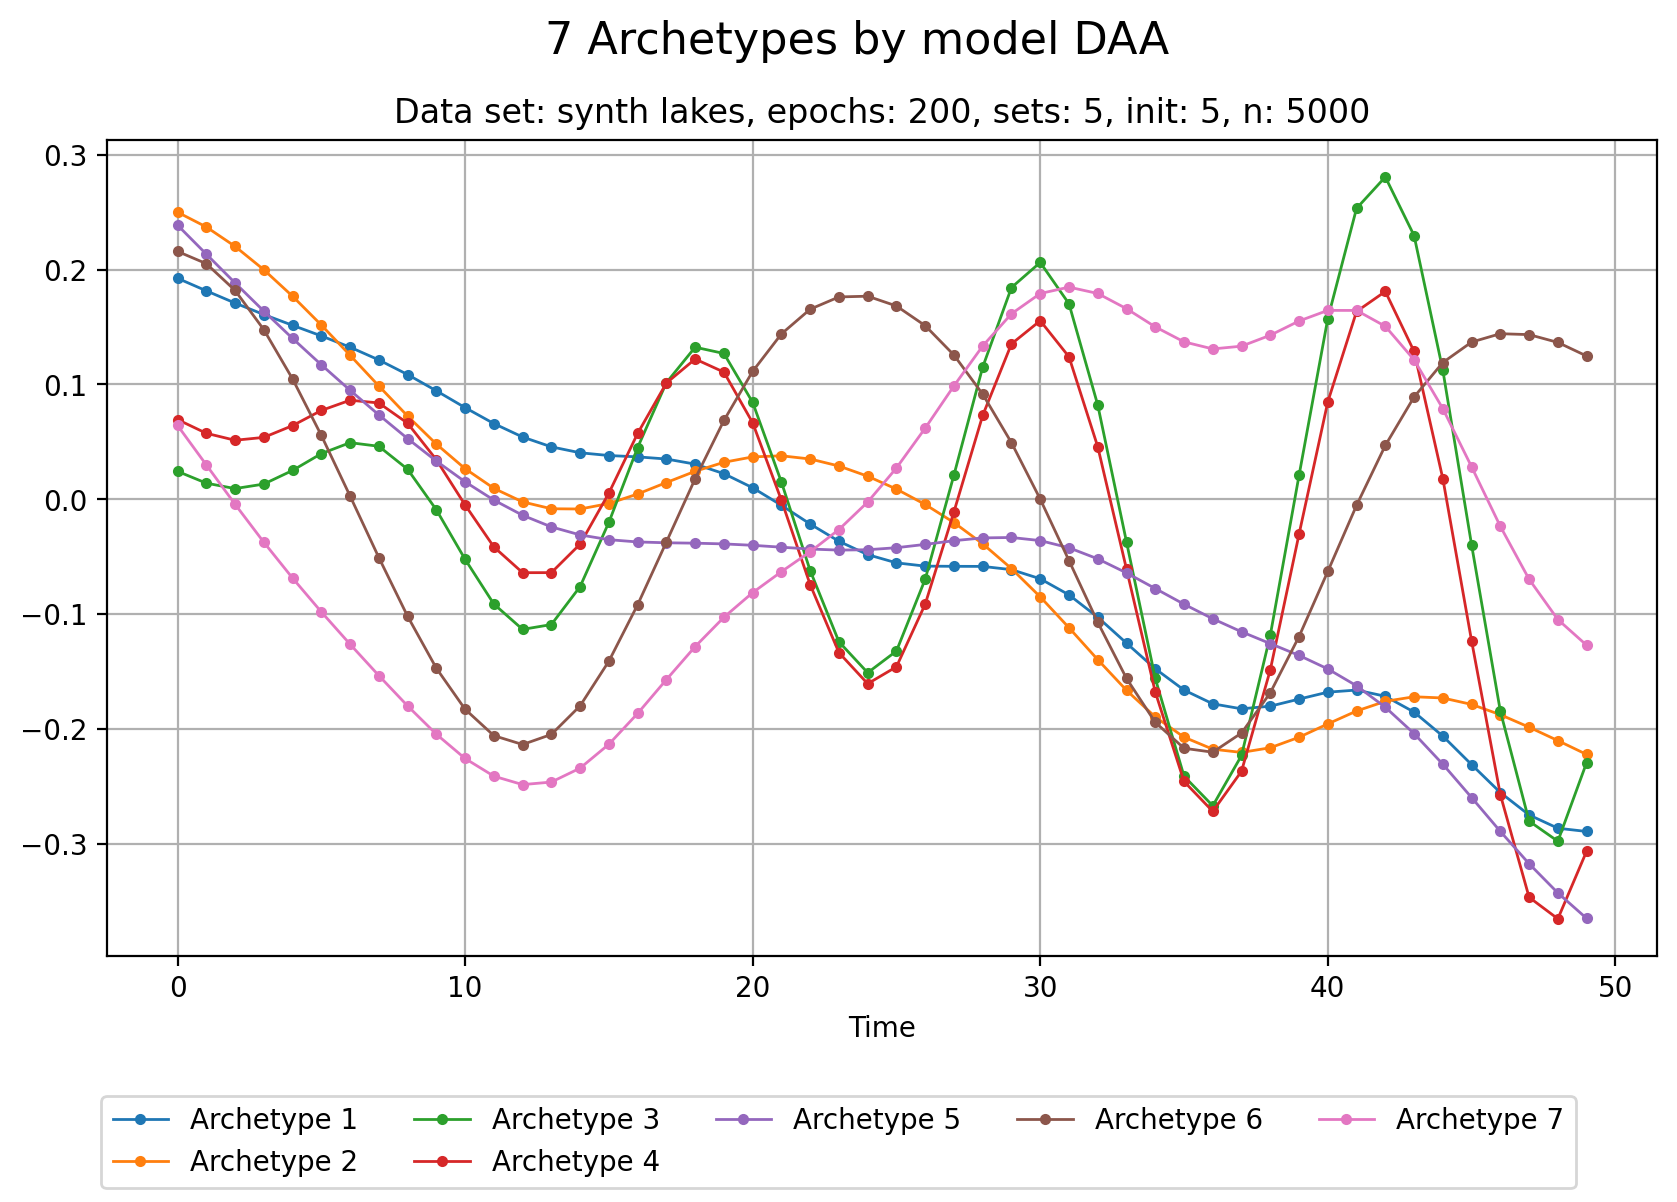 7 Archetypes by model DAA
Data set: synth lakes, epochs: 200, sets: 5, init: 5, n: 5000
0.3
0.2
0.1
0.0
−0.1
−0.2
−0.3
0 10 20 30 40 50
Time
Archetype 1 Archetype 3 Archetype 5 Archetype 6 Archetype 7
Archetype 2 Archetype 4